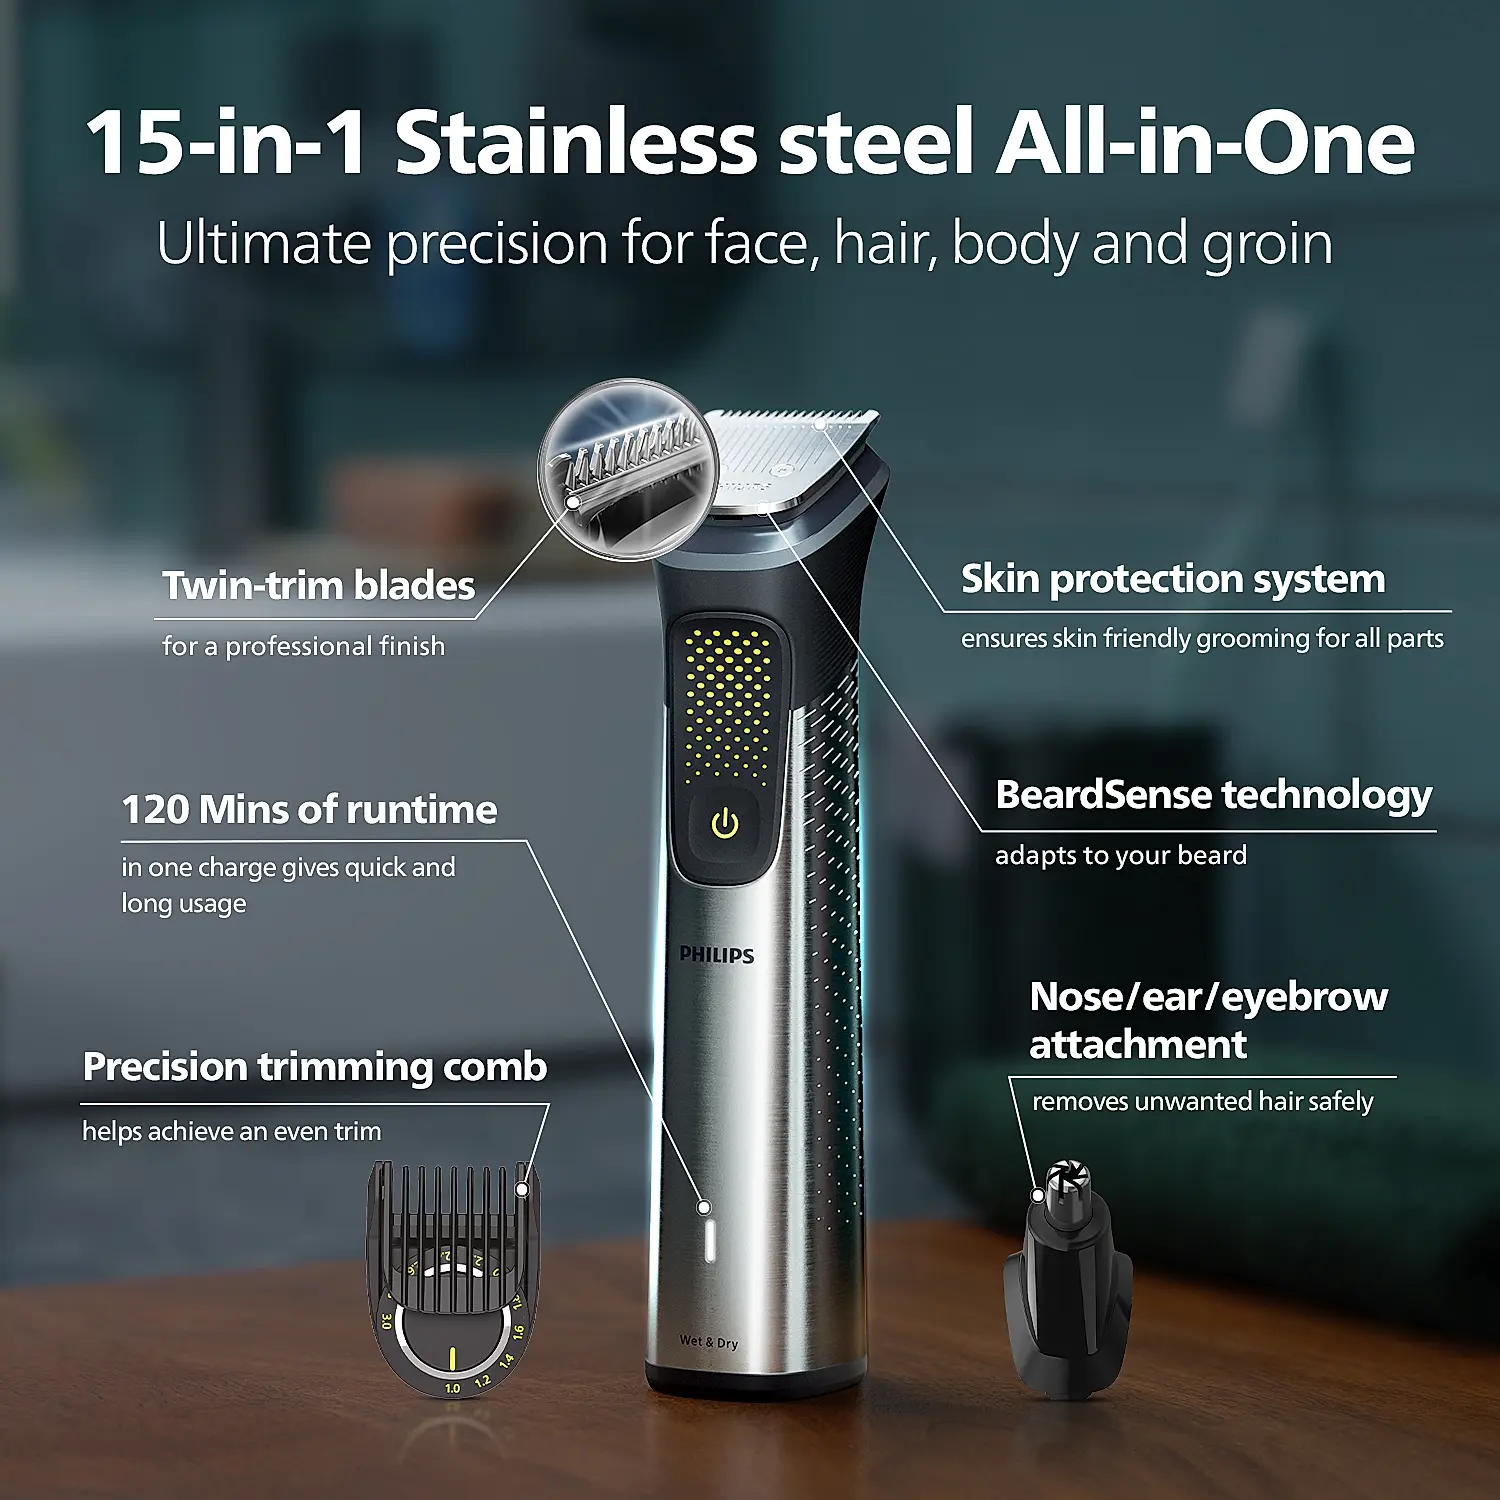 15-in-1 Stainless steel All-in-One
Ultimate precision for face, hair, body and groin
Twin-trim blades
for a professional finish
Skin protection system
ensures skin friendly grooming for all parts
120 Mins of runtime
in one charge gives quick and
long usage
BeardSense technology
adapts to your beard
PHILIPS
Nose/ear/eyebrow
attachment
removes unwanted hair safely
Precision trimming comb
helps achieve an even trim
3.0
1.6
1.4
1.2
1.0
Wet & Dry